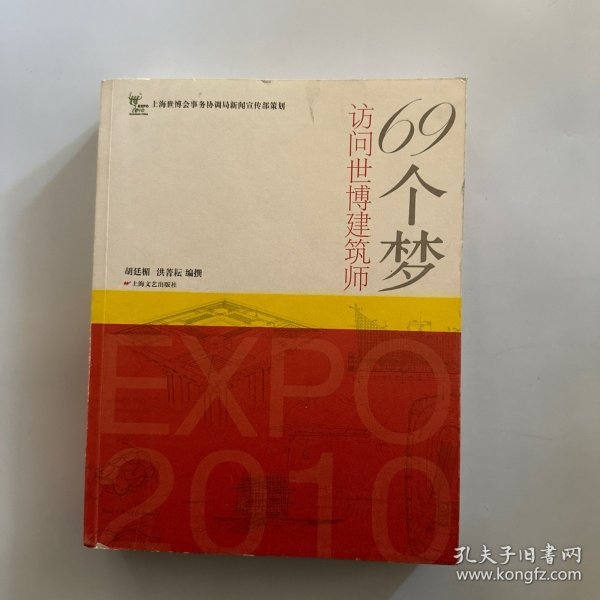 EXPO
上海世博会事务协调局新闻宣传部策划
69个梦
访问世博建筑师
胡廷楣 洪菁耘 编撰
上海文艺出版社
EXPO
2010
孔夫子旧书网
www.kongfz.com